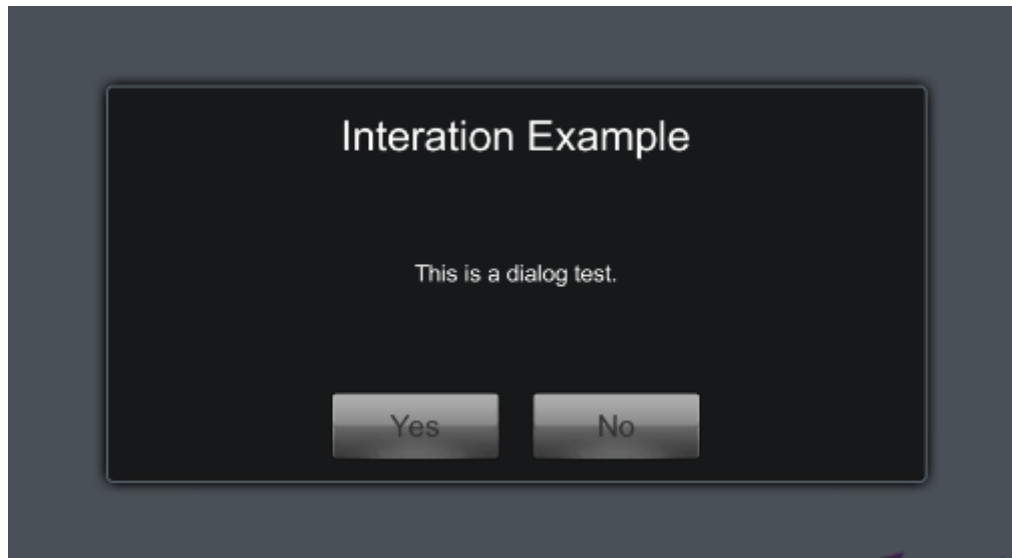 Interation Example
This is a dialog test.
Yes
No